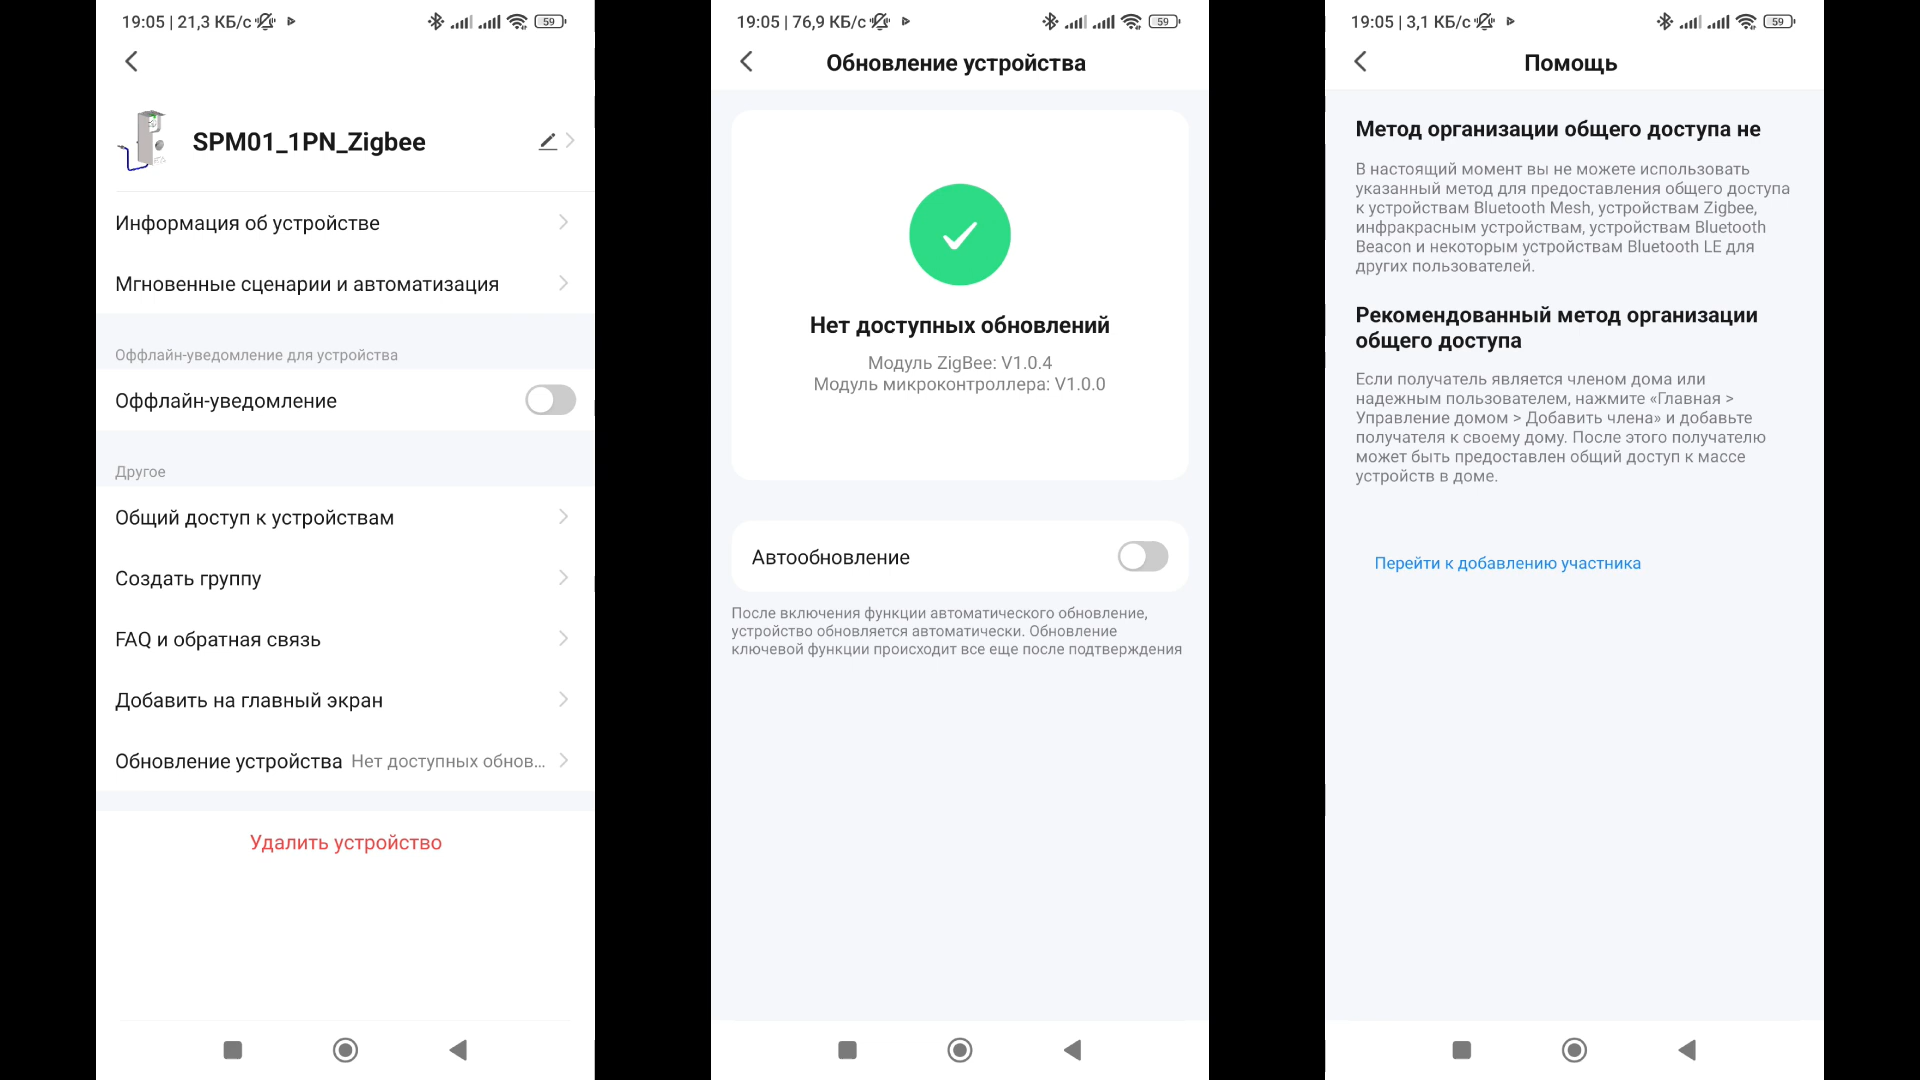 19:05 | 21,3 КБ/с
59
SPM01_1PN_Zigbee
Информация об устройстве
Мгновенные сценарии и автоматизация
Оффлайн-уведомление для устройства
Оффлайн-уведомление
Другое
Общий доступ к устройствам
Создать группу
FAQ и обратная связь
Добавить на главный экран
Обновление устройства Нет доступных обнов...
Удалить устройство
19:05 | 76,9 КБ/с
59
Обновление устройства
Нет доступных обновлений
Модуль ZigBee: V1.0.4
Модуль микроконтроллера: V1.0.0
Автообновление
После включения функции автоматического обновление,
устройство обновляется автоматически. Обновление
ключевой функции происходит все еще после подтверждения
19:05 | 3,1 КБ/с
59
Помощь
Метод организации общего доступа не
В настоящий момент вы не можете использовать
указанный метод для предоставления общего доступа
к устройствам Bluetooth Mesh, устройствам Zigbee,
инфракрасным устройствам, устройствам Bluetooth
Beacon и некоторым устройствам Bluetooth LE для
других пользователей.
Рекомендованный метод организации
общего доступа
Если получатель является членом дома или
надежным пользователем, нажмите «Главная >
Управление домом > Добавить члена» и добавьте
получателя к своему дому. После этого получателю
может быть предоставлен общий доступ к массе
устройств в доме.
Перейти к добавлению участника